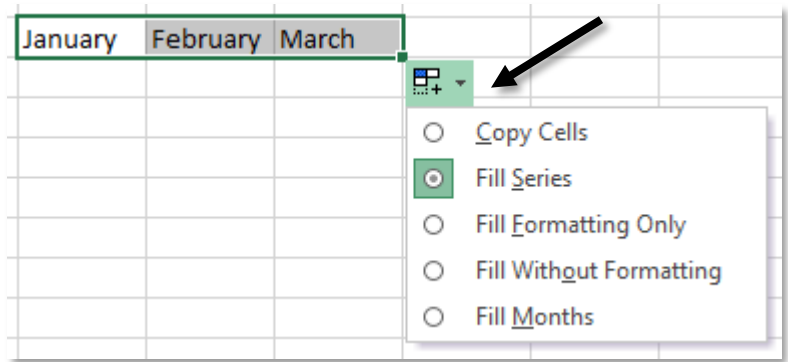 January February March
Copy Cells
Fill Series
Fill Formatting Only
Fill Without Formatting
Fill Months